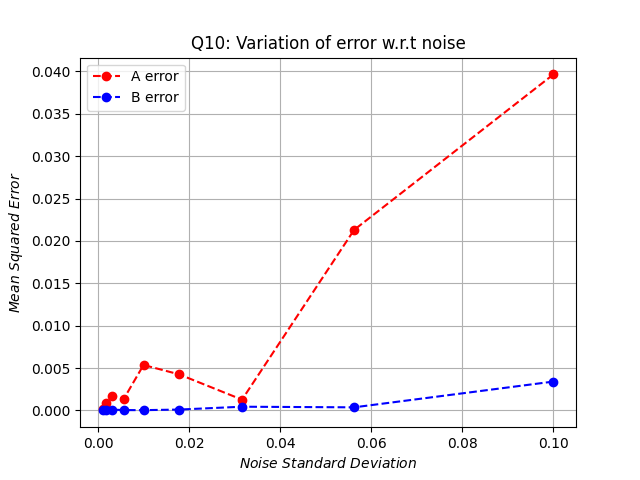 Q10: Variation of error w.r.t noise
A error
B error
0.040
0.035
0.030
0.025
0.020
0.015
0.010
0.005
0.000
Mean Squared Error
0.00 0.02 0.04 0.06 0.08 0.10
Noise Standard Deviation